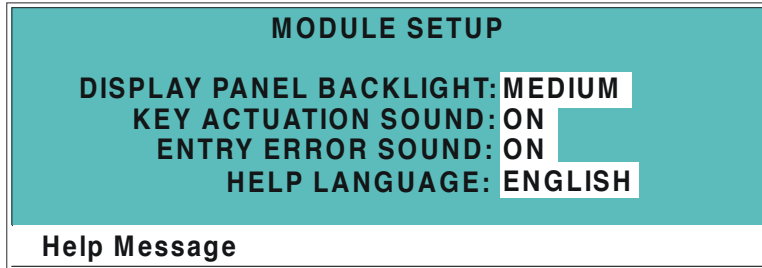 MODULE SETUP
DISPLAY PANEL BACKLIGHT: MEDIUM
KEY ACTUATION SOUND: ON
ENTRY ERROR SOUND: ON
HELP LANGUAGE: ENGLISH
Help Message